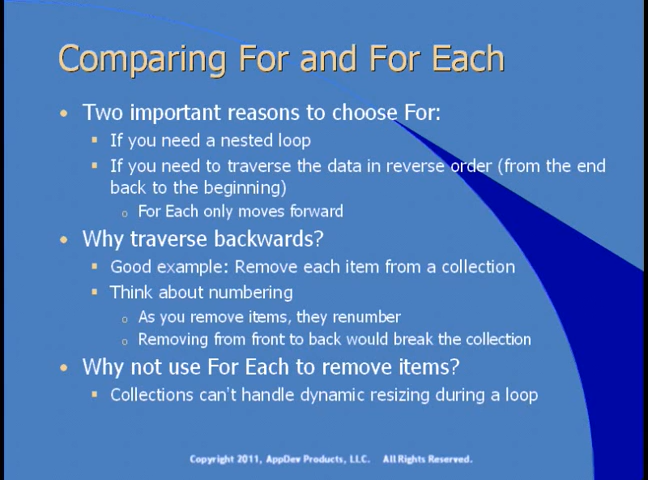 Comparing For and For Each
• Two important reasons to choose For:
▪ If you need a nested loop
▪ If you need to traverse the data in reverse order (from the end
back to the beginning)
o For Each only moves forward
• Why traverse backwards?
▪ Good example: Remove each item from a collection
▪ Think about numbering
o As you remove items, they renumber
o Removing from front to back would break the collection
• Why not use For Each to remove items?
▪ Collections can't handle dynamic resizing during a loop
Copyright 2011, AppDev Products, LLC. All Rights Reserved.